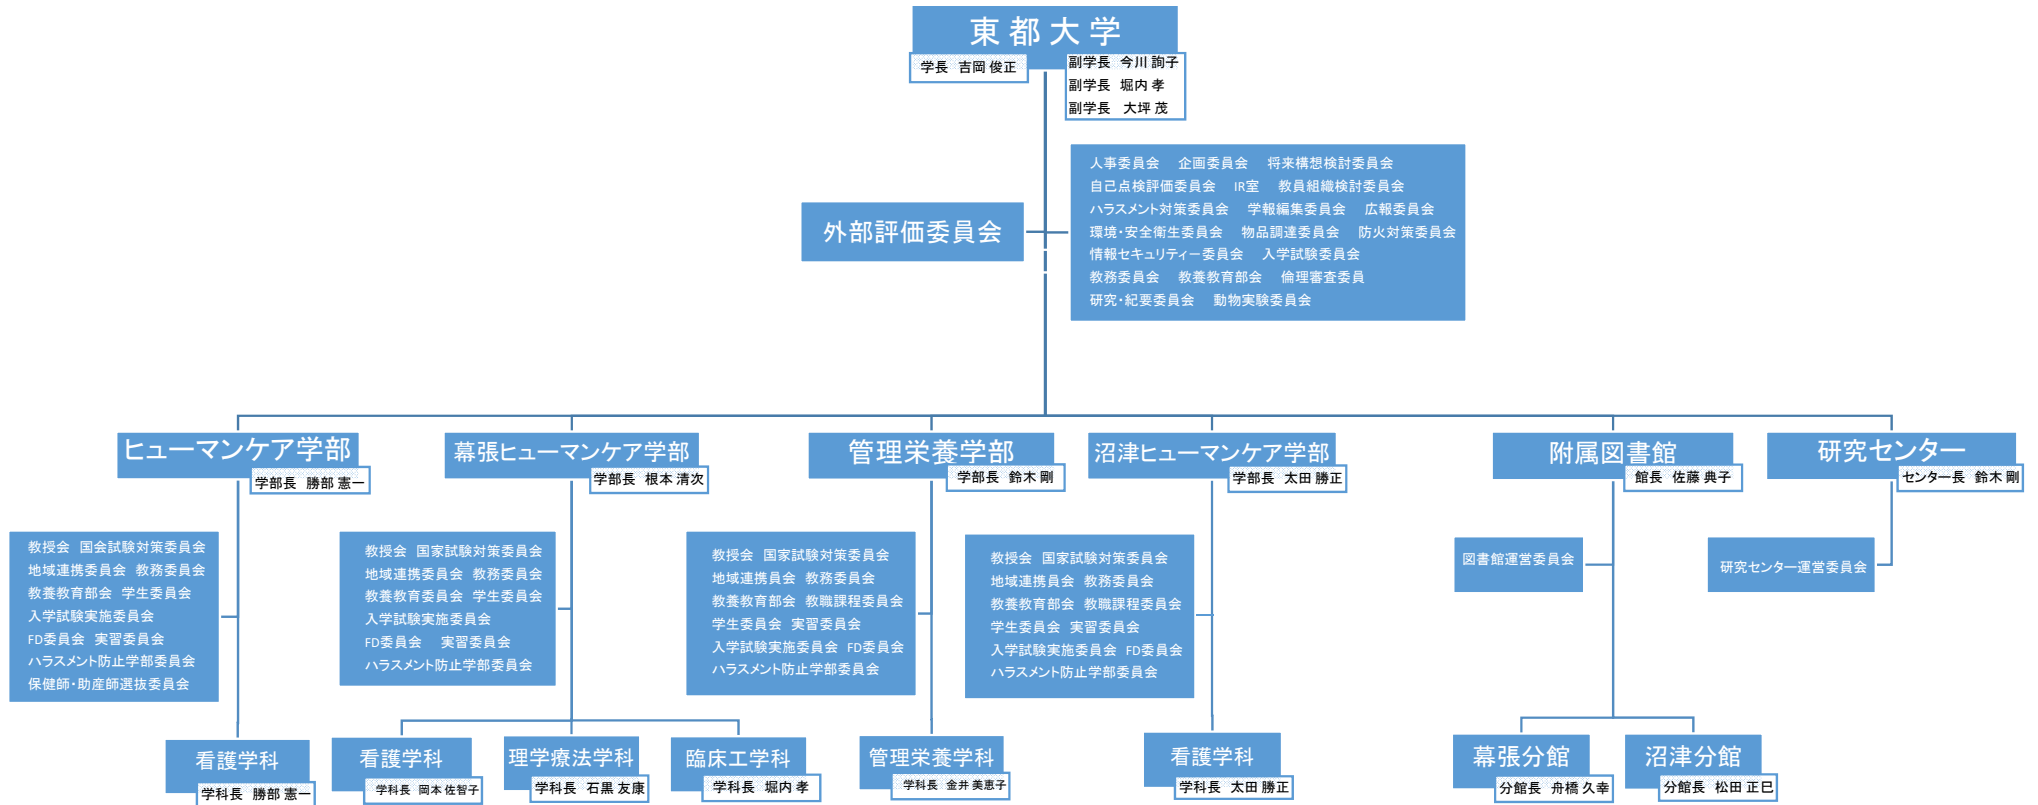 東都大学
学長 吉岡 俊正
副学長 今川 詢子
副学長 堀内 孝
副学長 大坪 茂
外部評価委員会
人事委員会 企画委員会 将来構想検討委員会
自己点検評価委員会 IR室 教員組織検討委員会
ハラスメント対策委員会 学報編集委員会 広報委員会
環境・安全衛生委員会 物品調達委員会 防火対策委員会
情報セキュリティー委員会 入学試験委員会
教務委員会 教養教育部会 倫理審査委員
研究・紀要委員会 動物実験委員会
ヒューマンケア学部
学部長 勝部 憲一
幕張ヒューマンケア学部
学部長 根本 清次
管理栄養学部
学部長 鈴木 剛
沼津ヒューマンケア学部
学部長 太田 勝正
附属図書館
館長 佐藤 典子
研究センター
センター長 鈴木 剛
教授会 国会試験対策委員会
地域連携委員会 教務委員会
教養教育部会 学生委員会
入学試験実施委員会
FD委員会 実習委員会
ハラスメント防止学部委員会
保健師・助産師選抜委員会
教授会 国家試験対策委員会
地域連携委員会 教務委員会
教養教育委員会 学生委員会
入学試験実施委員会
FD委員会 実習委員会
ハラスメント防止学部委員会
教授会 国家試験対策委員会
地域連携員会 教務委員会
教養教育部会 教職課程委員会
学生委員会 実習委員会
入学試験実施委員会 FD委員会
ハラスメント防止学部委員会
教授会 国家試験対策委員会
地域連携員会 教務委員会
教養教育部会 教職課程委員会
学生委員会 実習委員会
入学試験実施委員会 FD委員会
ハラスメント防止学部委員会
図書館運営委員会
研究センター運営委員会
看護学科
学科長 勝部 憲一
看護学科
学科長 岡本 佐智子
理学療法学科
学科長 石黒 友康
臨床工学科
学科長 堀内 孝
管理栄養学科
学科長 金井 美恵子
看護学科
学科長 太田 勝正
幕張分館
分館長 舟橋 久幸
沼津分館
分館長 松田 正巳